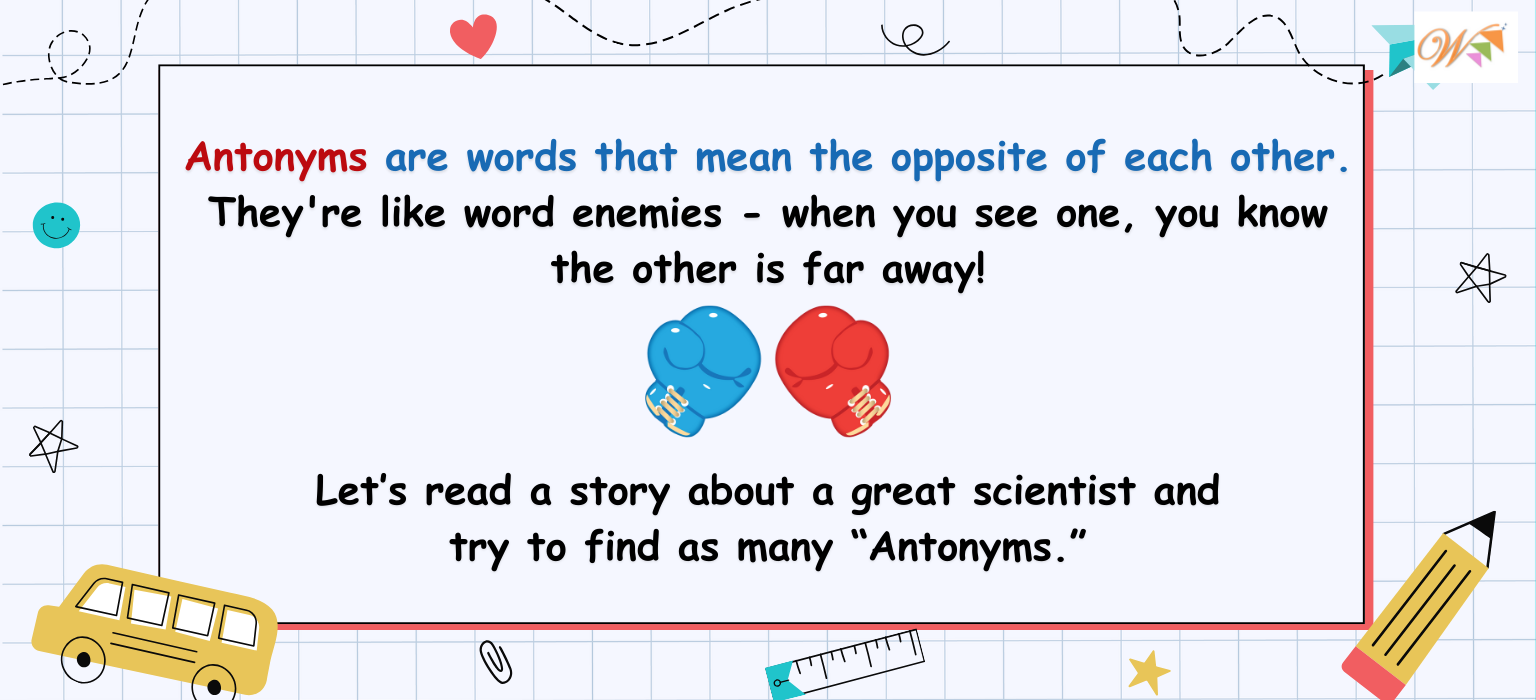 W
Antonyms are words that mean the opposite of each other.
They're like word enemies - when you see one, you know
the other is far away!
Let’s read a story about a great scientist and
try to find as many “Antonyms.”